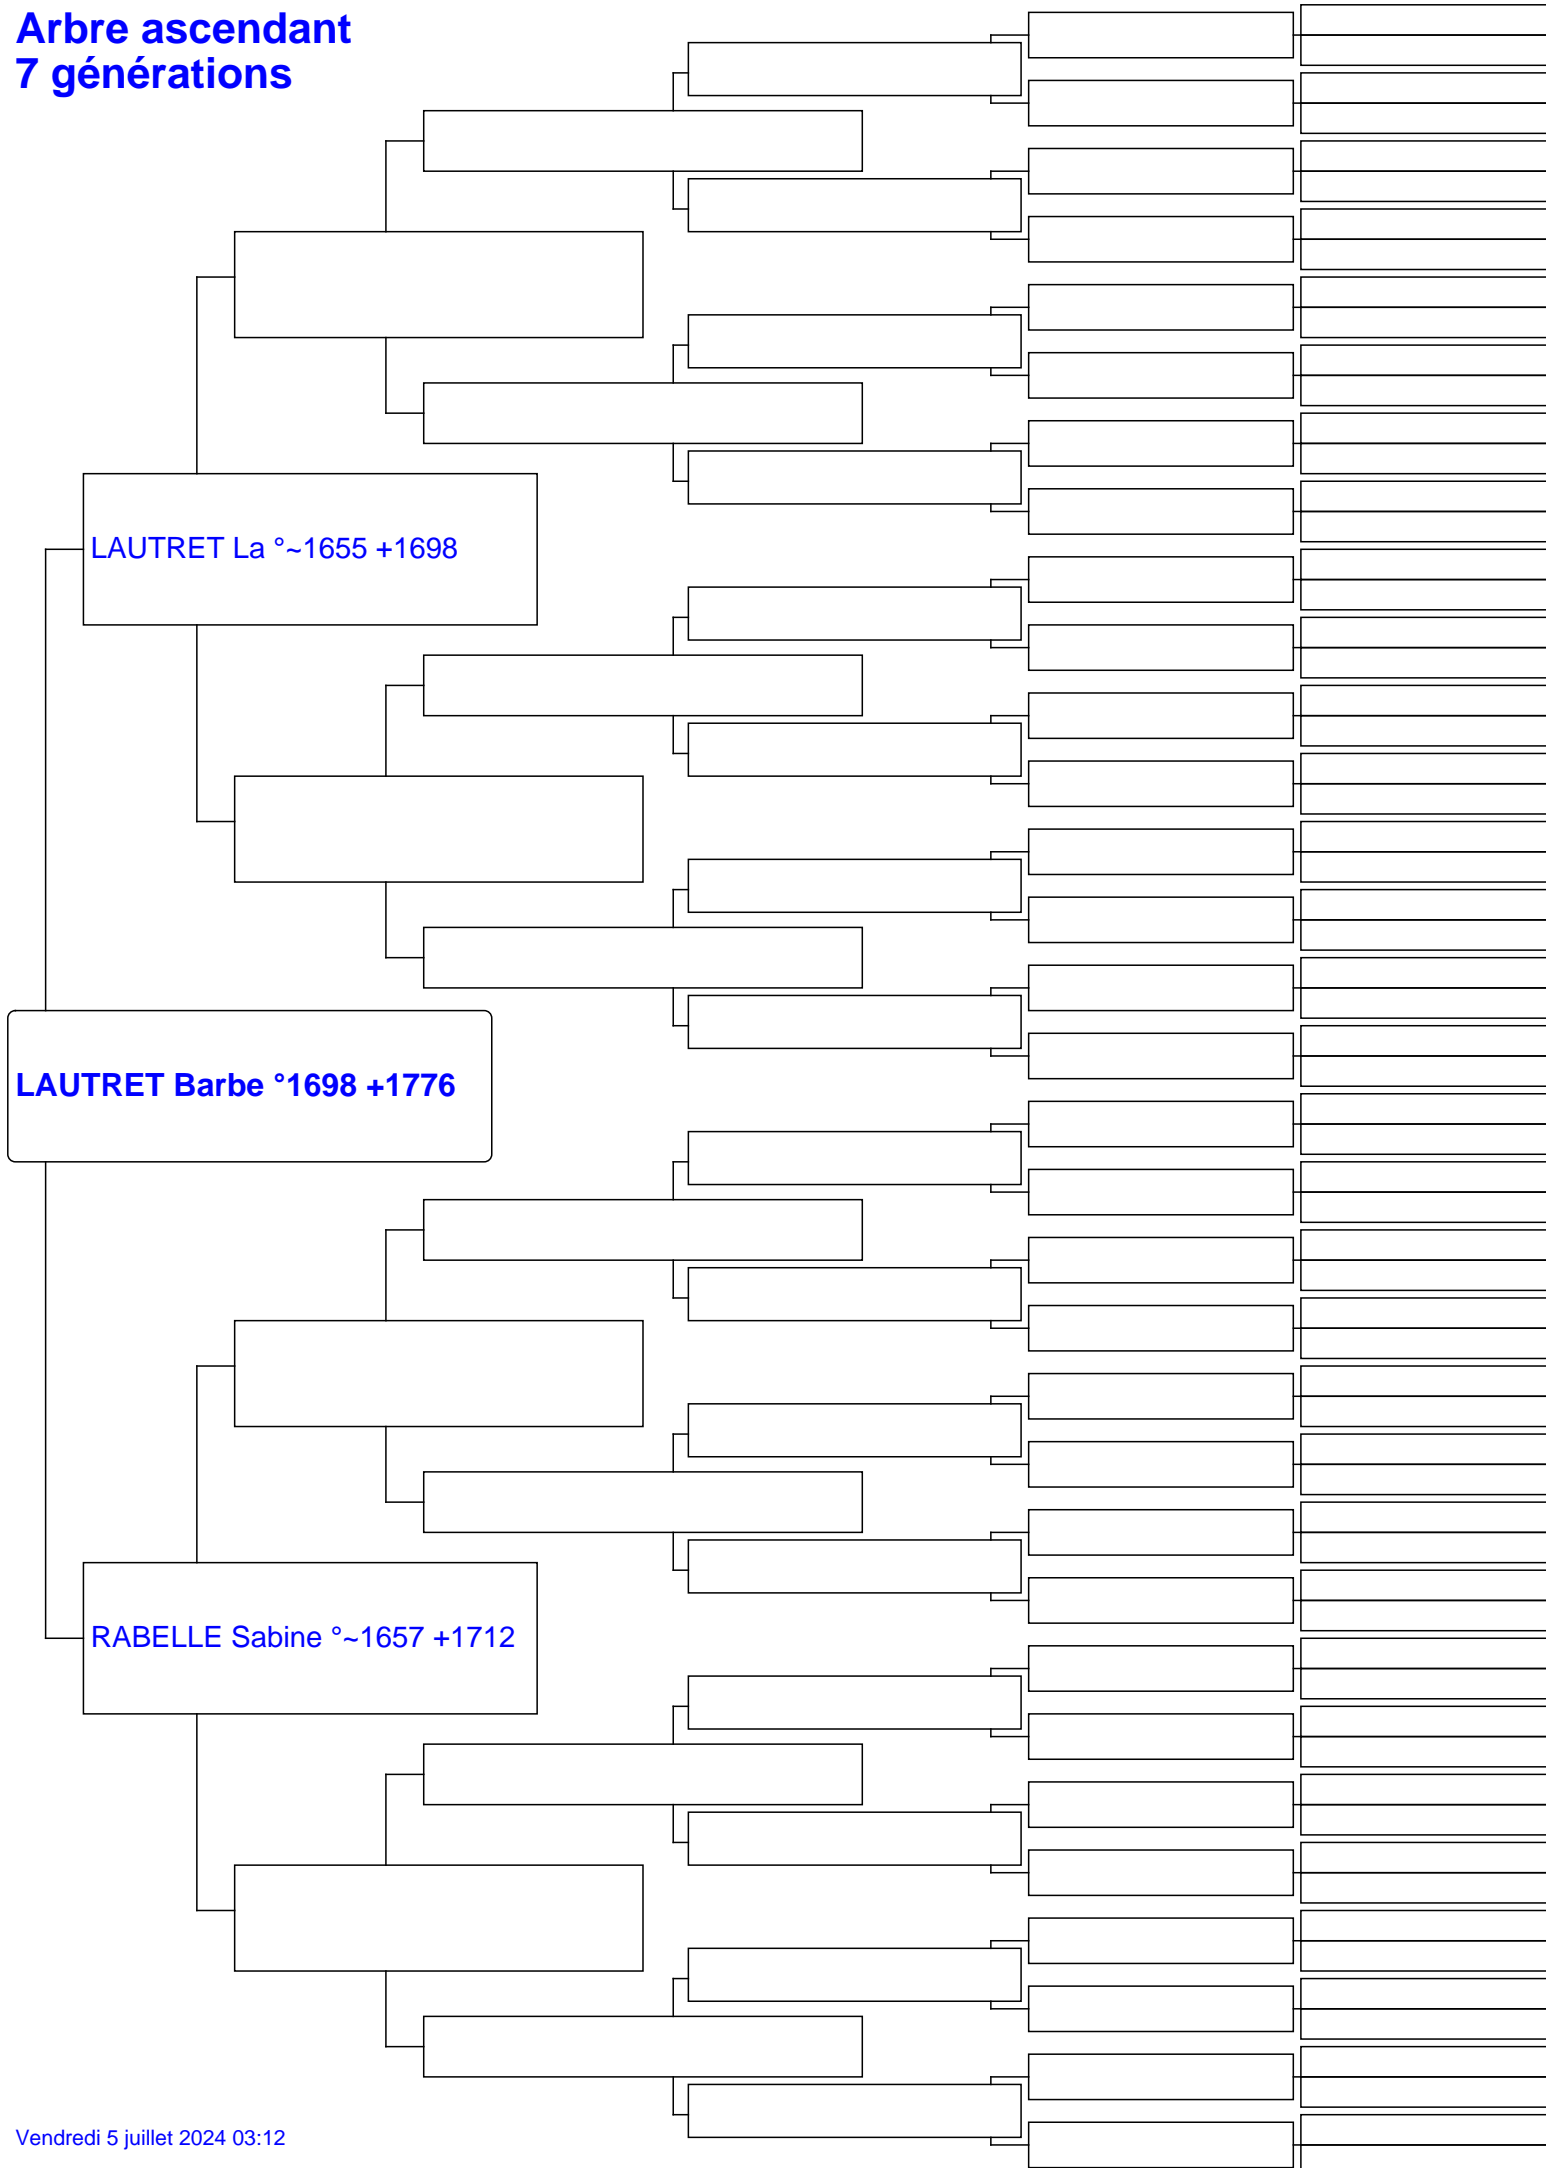 Arbre ascendant
7 générations
LAUTRET La °~1655 +1698
LAUTRET Barbe °1698 +1776
RABELLE Sabine °~1657 +1712
Vendredi 5 juillet 2024 03:12